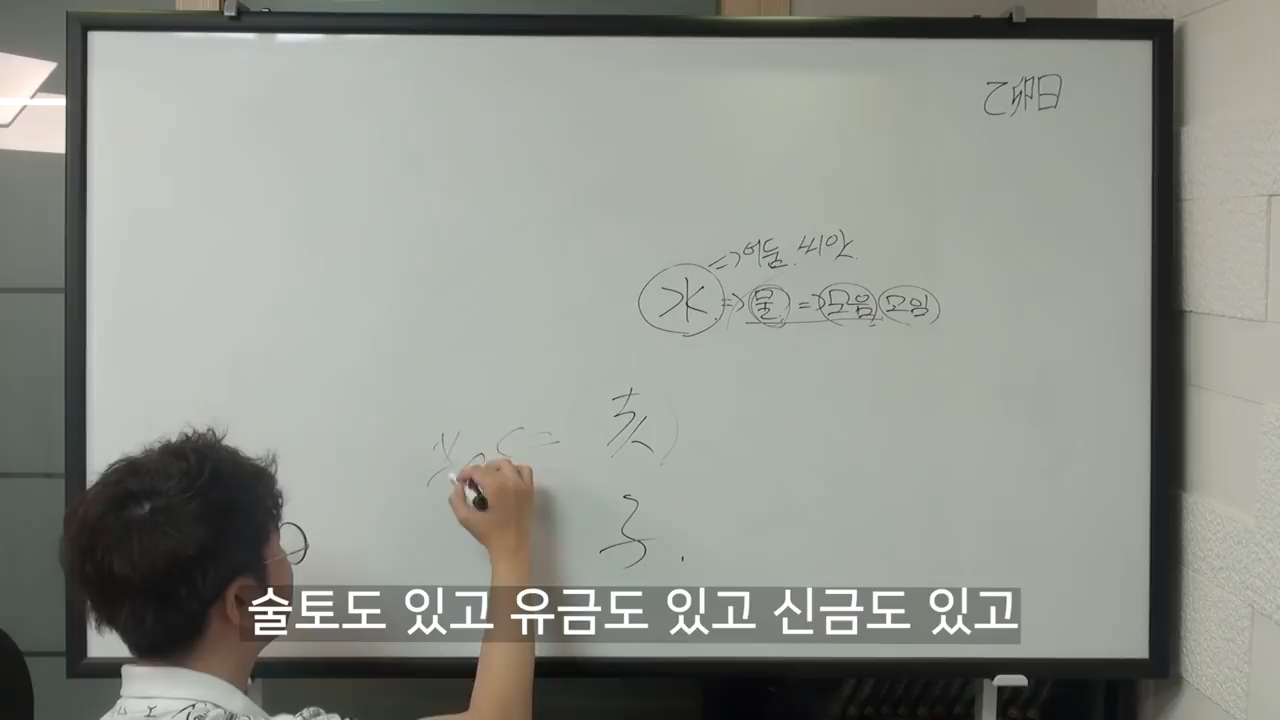 乙卯日
=> 어둠. 씨앗.
水 => 물. => 모음 모임
亥)
子.
술토도 있고 유금도 있고 신금도 있고